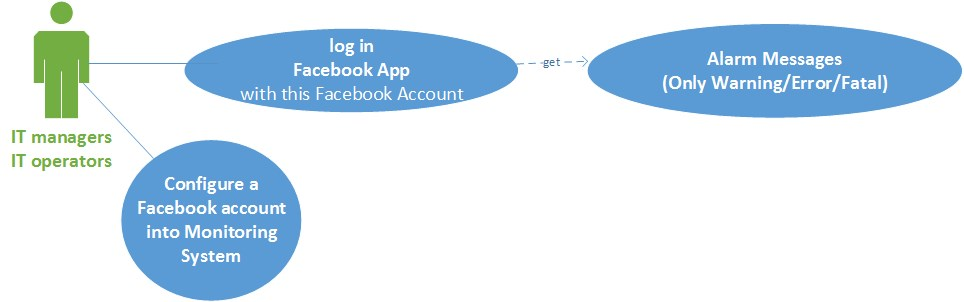 log in
Facebook App
with this Facebook Account
get
Alarm Messages
(Only Warning/Error/Fatal)
IT managers
IT operators
Configure a
Facebook account
into Monitoring
System